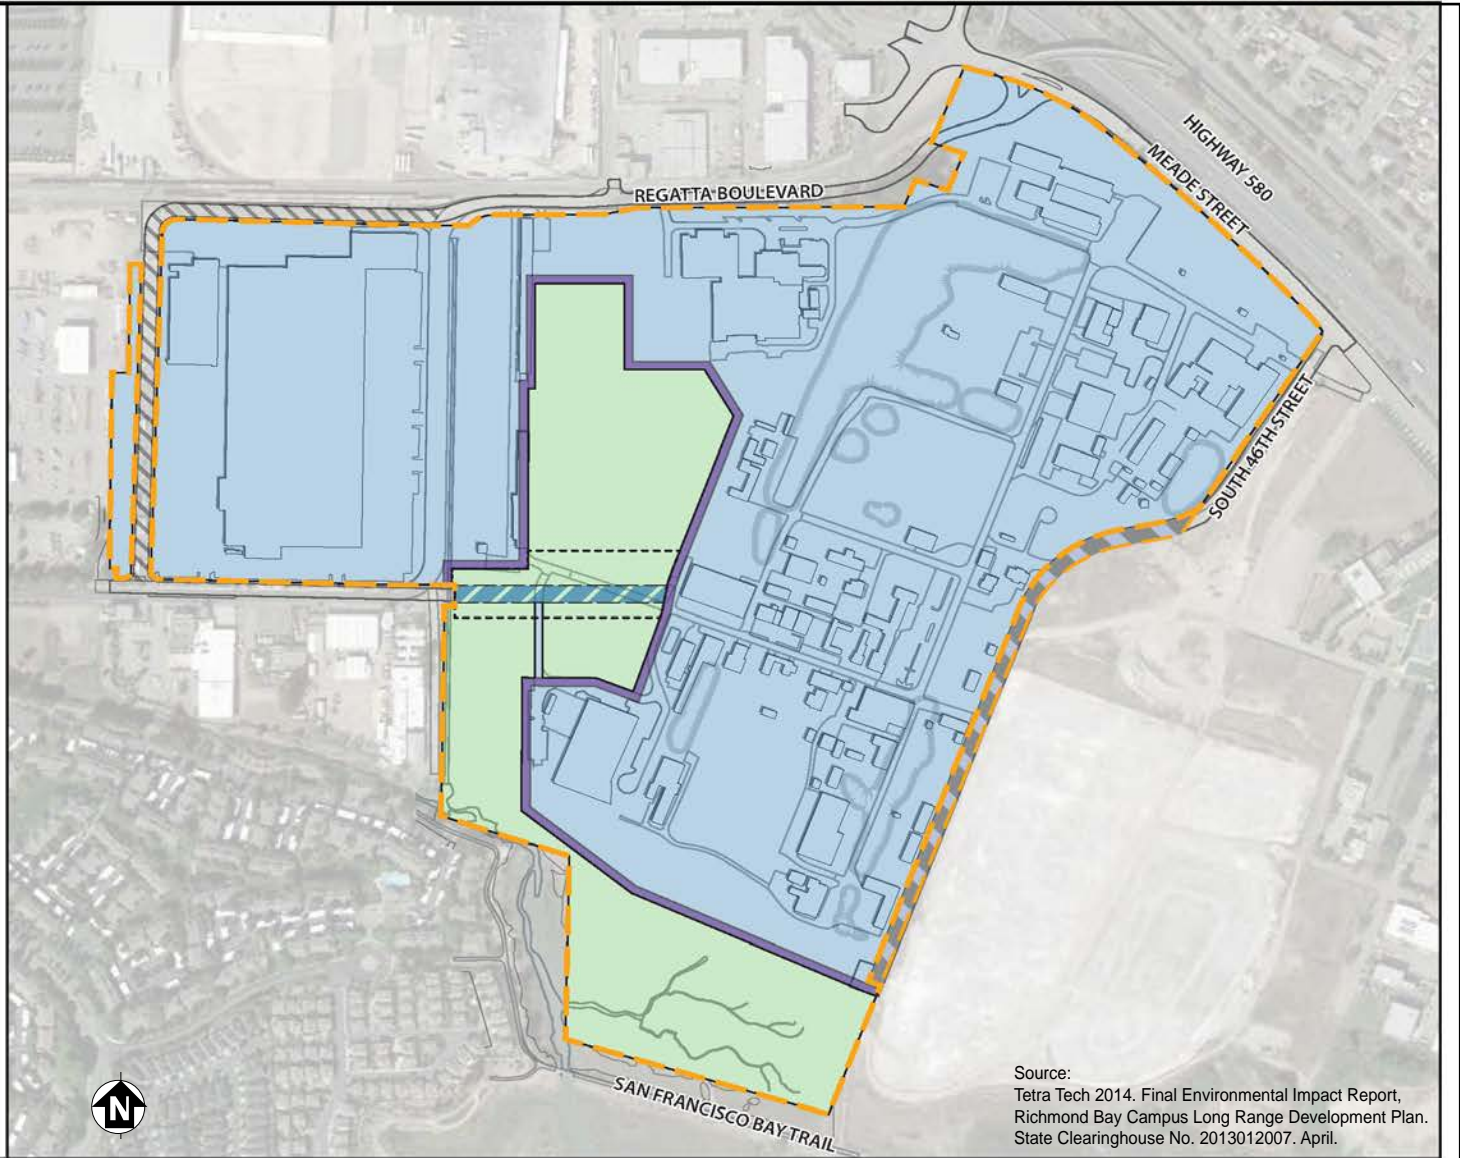 HIGHWAY 580
MEADE STREET
REGATTA BOULEVARD
SOUTH 46TH STREET
SAN FRANCISCO BAY TRAIL
N
Source:
Tetra Tech 2014. Final Environmental Impact Report,
Richmond Bay Campus Long Range Development Plan.
State Clearinghouse No. 2013012007. April.